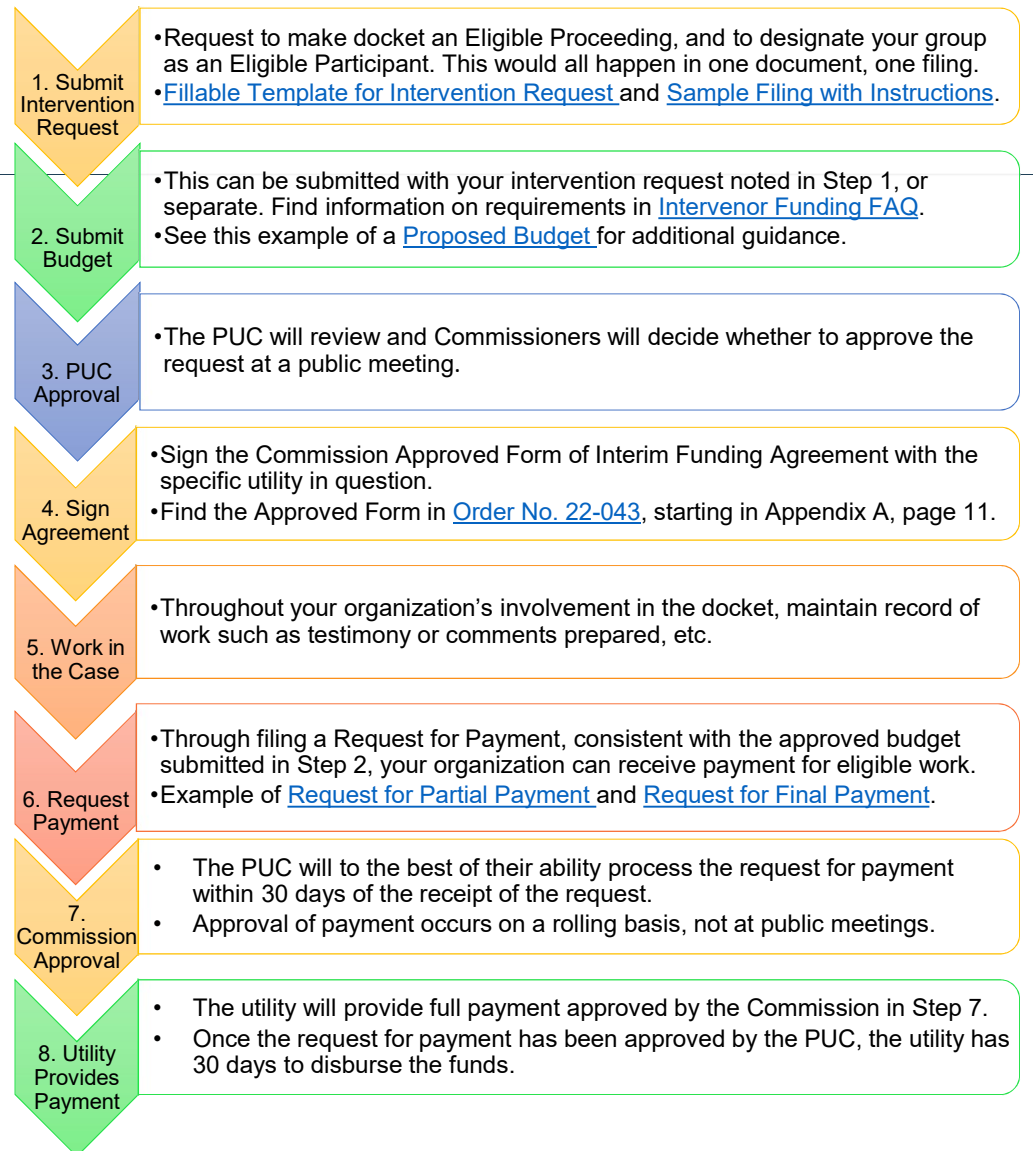 1. Submit
Intervention
Request
•Request to make docket an Eligible Proceeding, and to designate your group
as an Eligible Participant. This would all happen in one document, one filing.
•Fillable Template for Intervention Request and Sample Filing with Instructions.
2. Submit
Budget
•This can be submitted with your intervention request noted in Step 1, or
separate. Find information on requirements in Intervenor Funding FAQ.
•See this example of a Proposed Budget for additional guidance.
3. PUC
Approval
•The PUC will review and Commissioners will decide whether to approve the
request at a public meeting.
4. Sign
Agreement
•Sign the Commission Approved Form of Interim Funding Agreement with the
specific utility in question.
•Find the Approved Form in Order No. 22-043, starting in Appendix A, page 11.
5. Work in
the Case
•Throughout your organization’s involvement in the docket, maintain record of
work such as testimony or comments prepared, etc.
6. Request
Payment
•Through filing a Request for Payment, consistent with the approved budget
submitted in Step 2, your organization can receive payment for eligible work.
•Example of Request for Partial Payment and Request for Final Payment.
7.
Commission
Approval
• The PUC will to the best of their ability process the request for payment
within 30 days of the receipt of the request.
• Approval of payment occurs on a rolling basis, not at public meetings.
8. Utility
Provides
Payment
• The utility will provide full payment approved by the Commission in Step 7.
• Once the request for payment has been approved by the PUC, the utility has
30 days to disburse the funds.